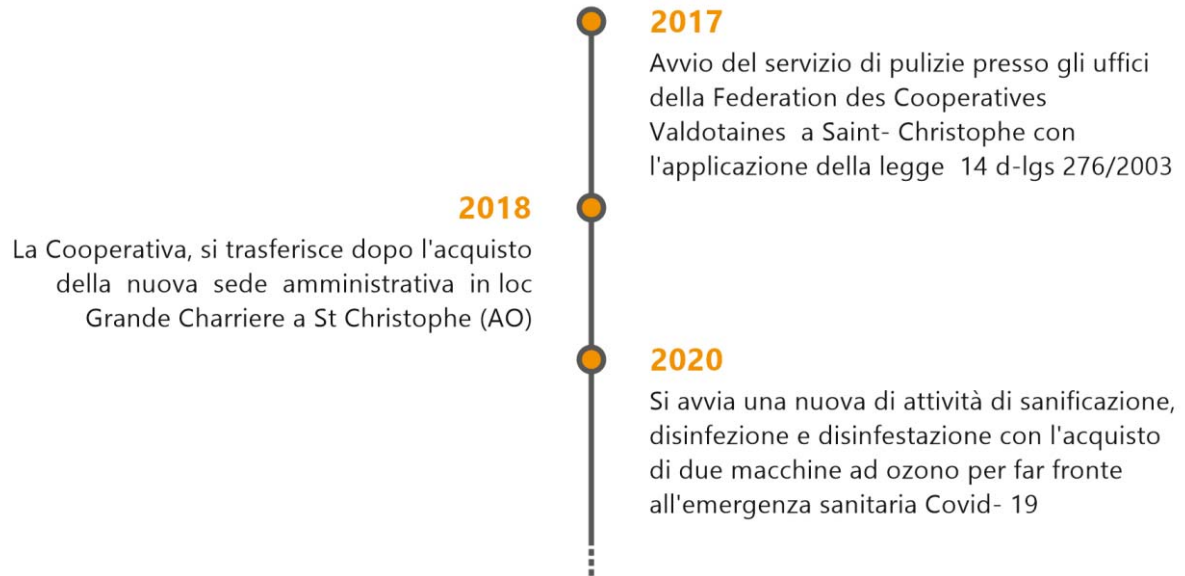 2017
Avvio del servizio di pulizie presso gli uffici
della Federation des Cooperatives
Valdotaines a Saint- Christophe con
l'applicazione della legge 14 d-lgs 276/2003
2018
La Cooperativa, si trasferisce dopo l'acquisto
della nuova sede amministrativa in loc
Grande Charriere a St Christophe (AO)
2020
Si avvia una nuova di attività di sanificazione,
disinfezione e disinfestazione con l'acquisto
di due macchine ad ozono per far fronte
all'emergenza sanitaria Covid- 19